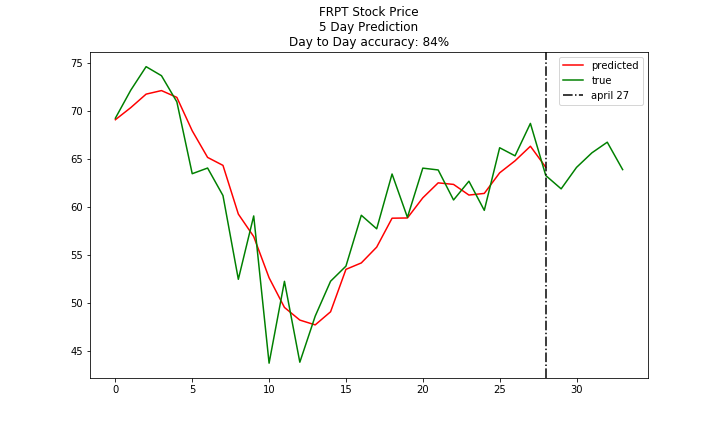 FRPT Stock Price
5 Day Prediction
Day to Day accuracy: 84%
75
70
65
60
55
50
45
predicted
true
april 27
0 5 10 15 20 25 30